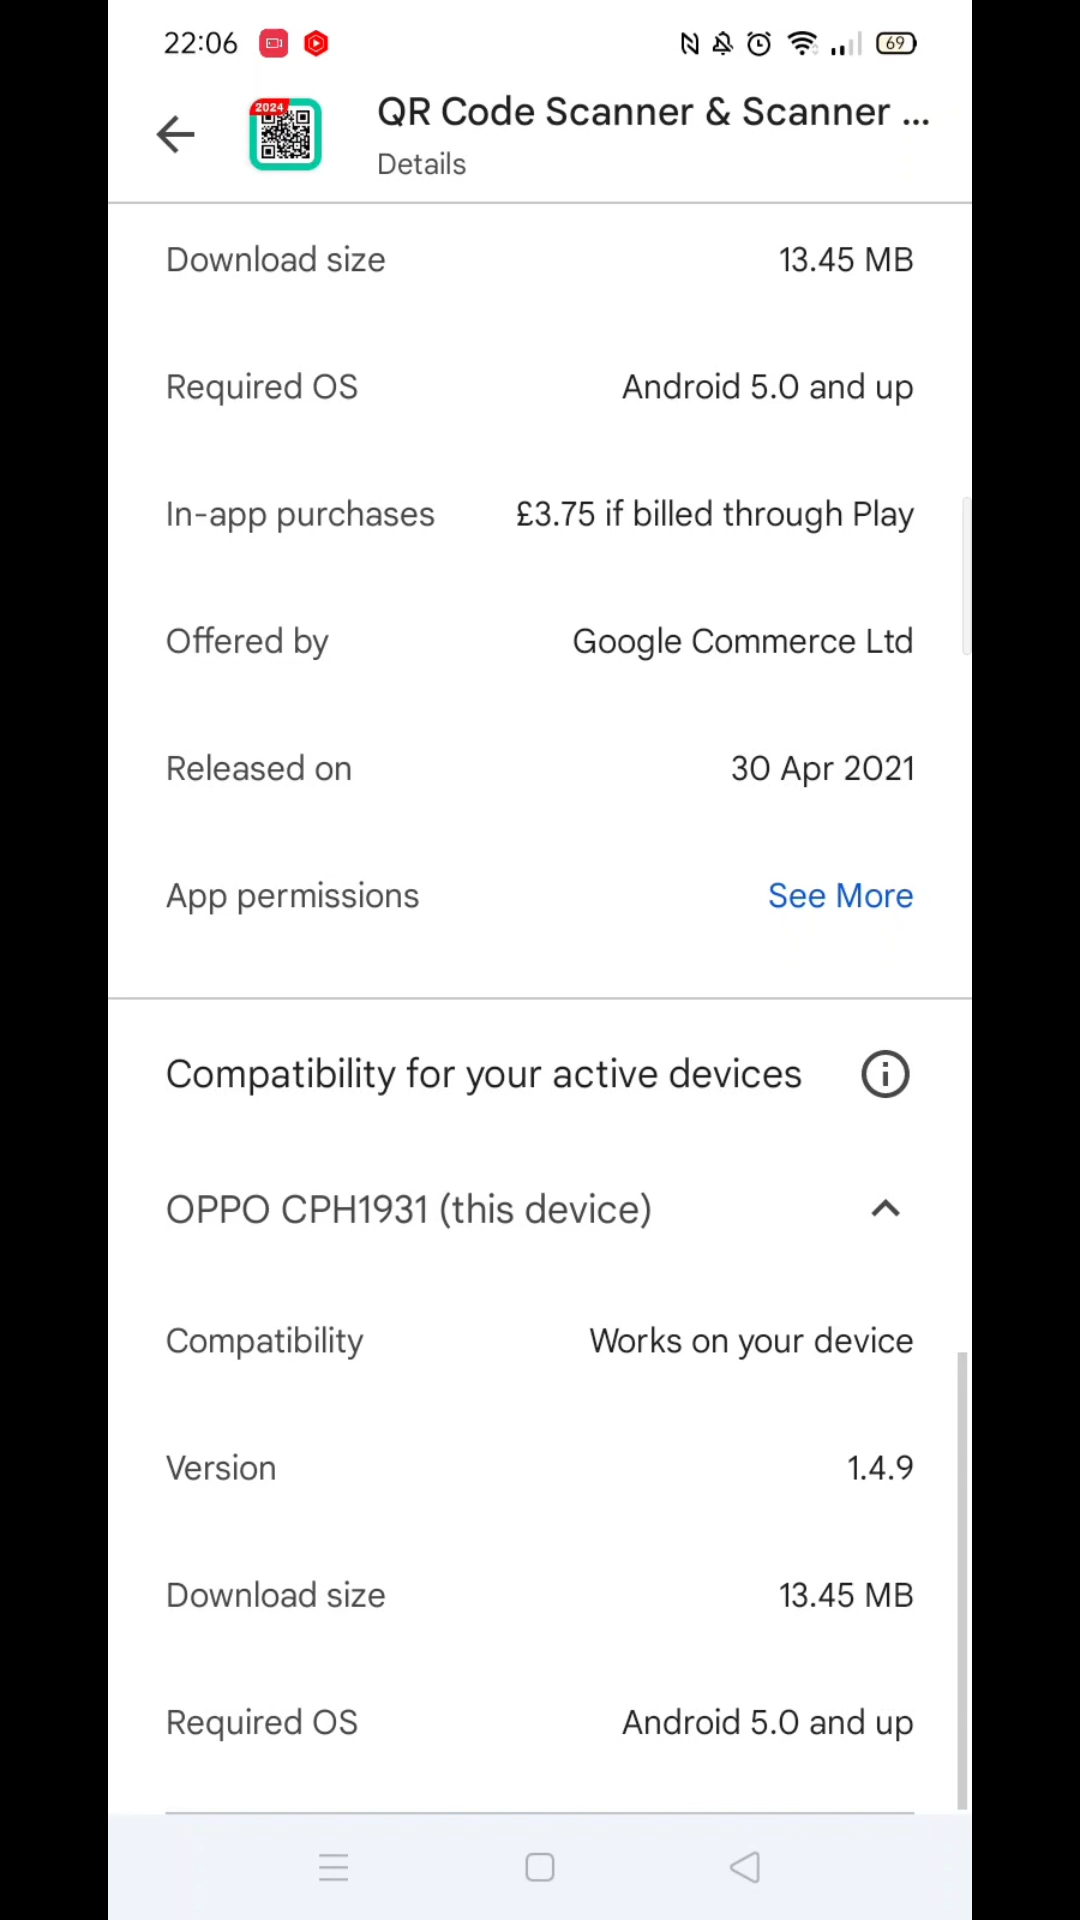 22:06
69
2024
QR Code Scanner & Scanner ...
Details
Download size 13.45 MB
Required OS Android 5.0 and up
In-app purchases £3.75 if billed through Play
Offered by Google Commerce Ltd
Released on 30 Apr 2021
App permissions See More
Compatibility for your active devices
OPPO CPH1931 (this device)
Compatibility Works on your device
Version 1.4.9
Download size 13.45 MB
Required OS Android 5.0 and up